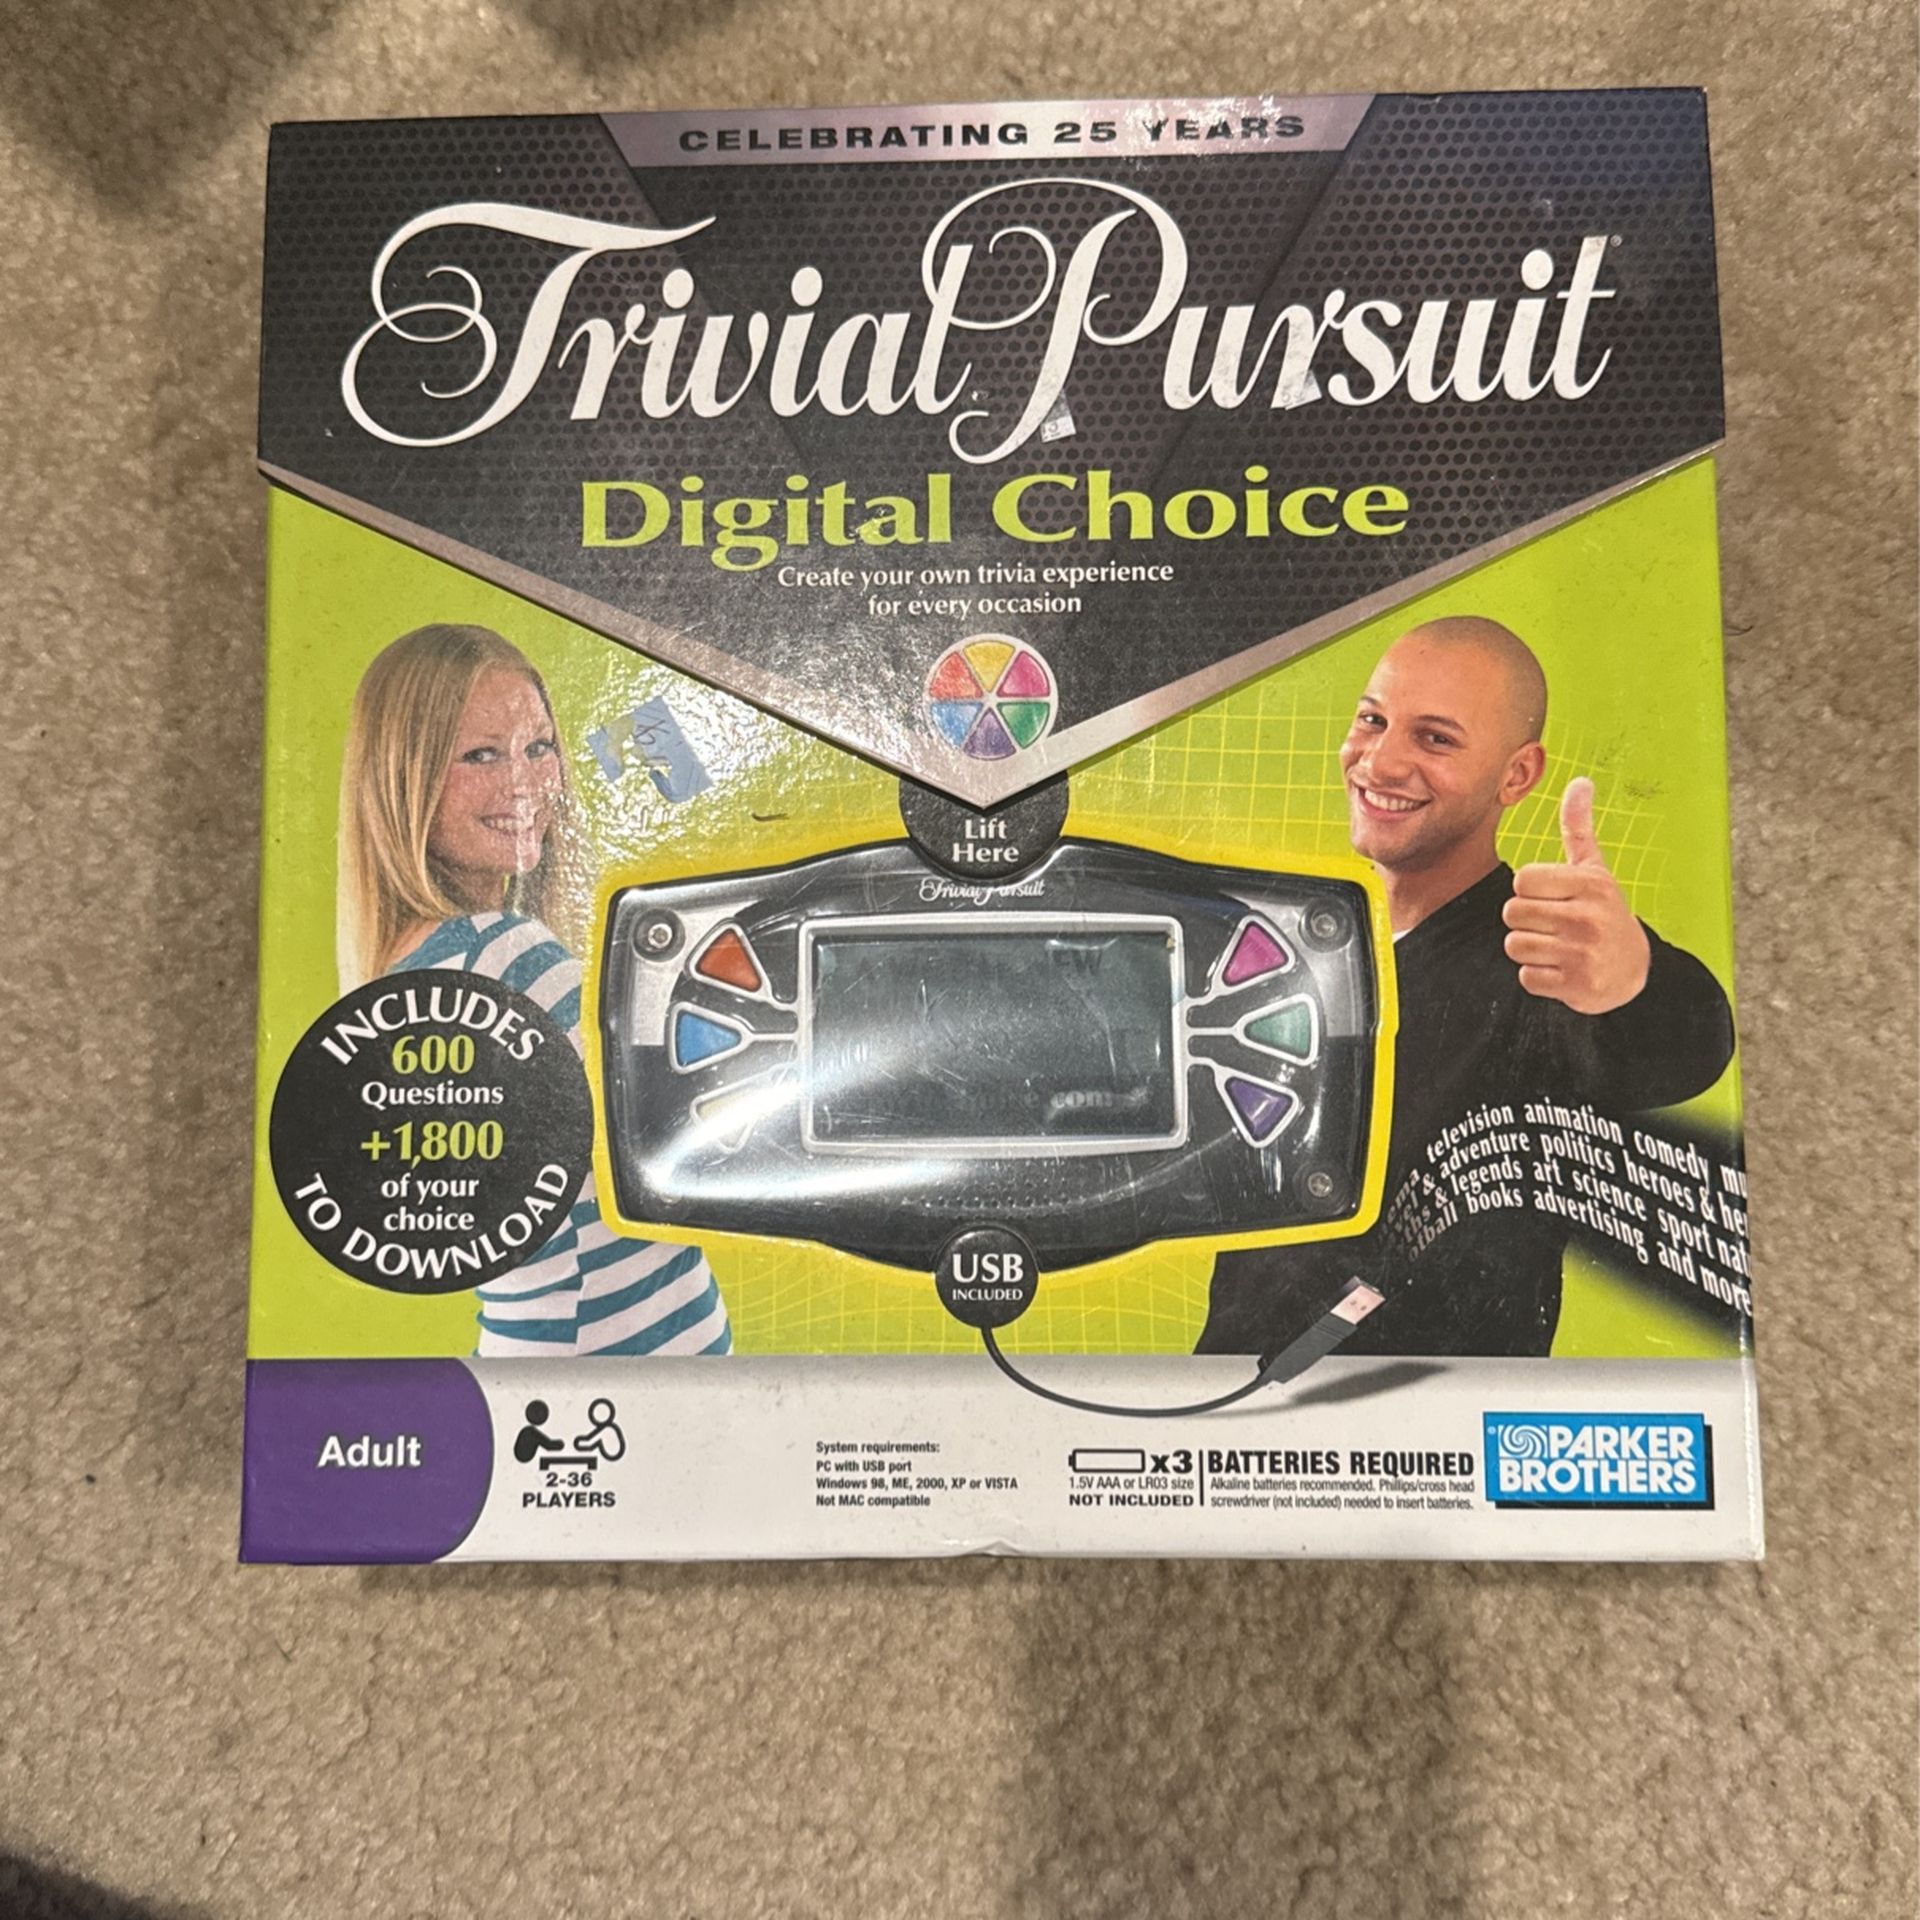 CELEBRATING 25 YEARS
Trivial Pursuit
Digital Choice
Create your own trivia experience
for every occasion
Lift
Here
Trivial Pursuit
INCLUDES
600
Questions
+1,800
of your
choice
TO DOWNLOAD
television animation comedy
& adventure politics heroes &
& legends art science sport
books advertising and more
USB
INCLUDED
Adult
2-36
PLAYERS
System requirements:
PC with USB port
Windows 98, ME, 2000, XP or VISTA
Not MAC compatible
x3
1.5V AAA or LR03 size
NOT INCLUDED
BATTERIES REQUIRED
Alkaline batteries recommended. Phillips/cross head
screwdriver (not included) needed to insert batteries.
PARKER
BROTHERS